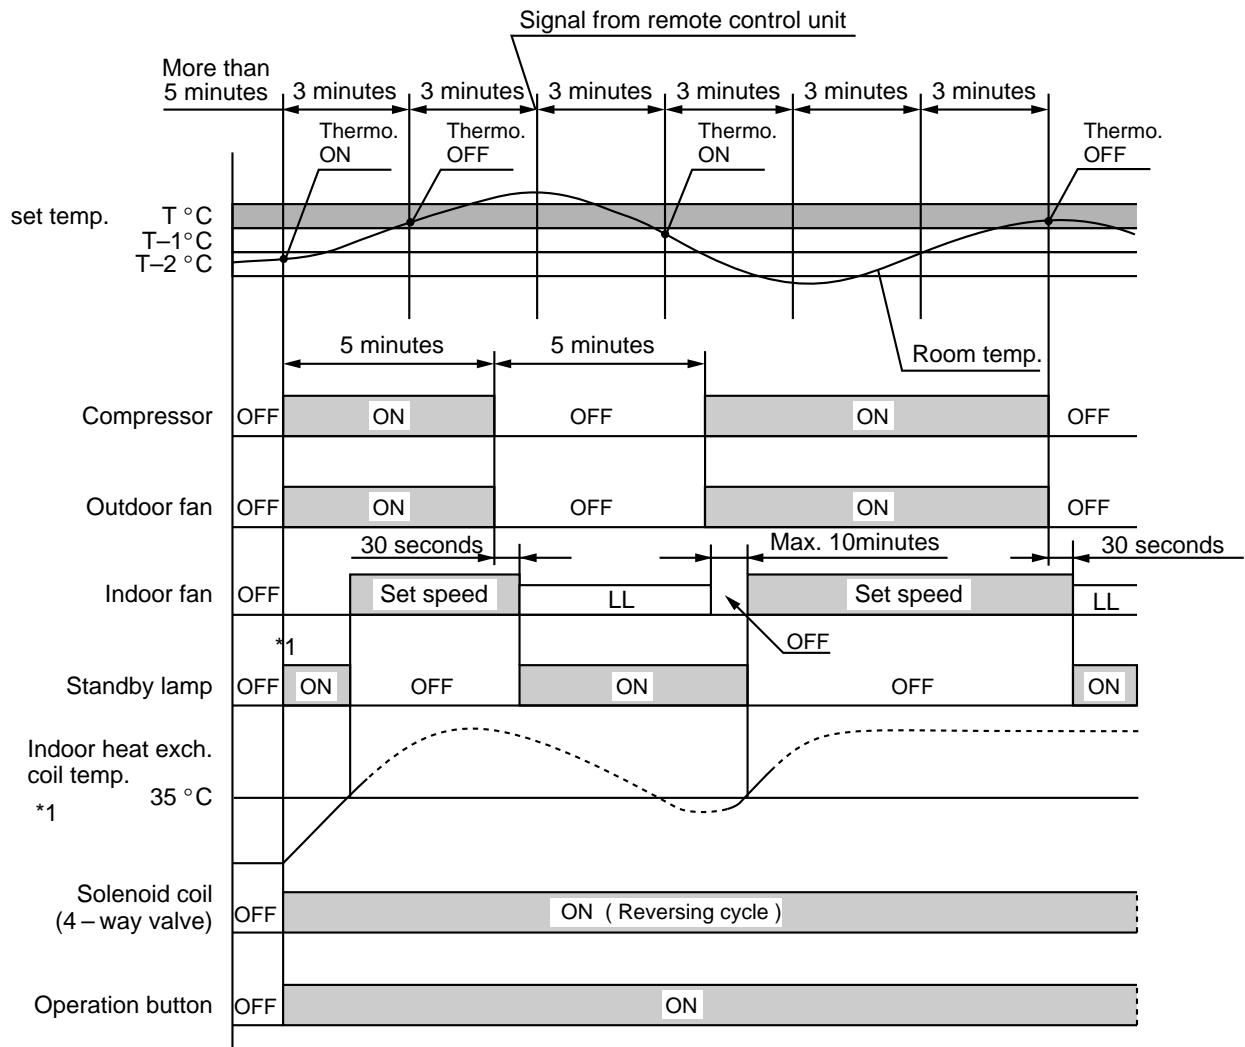 Signal from remote control unit
More than
5 minutes
3 minutes
3 minutes
3 minutes
3 minutes
3 minutes
3 minutes
Thermo.
ON
Thermo.
OFF
Thermo.
ON
Thermo.
OFF
set temp.
T °C
T–1°C
T–2 °C
Room temp.
5 minutes
5 minutes
Compressor
OFF
ON
OFF
ON
OFF
Outdoor fan
OFF
ON
OFF
ON
OFF
30 seconds
Max. 10minutes
30 seconds
Indoor fan
OFF
Set speed
LL
OFF
Set speed
LL
*1
Standby lamp
OFF
ON
OFF
ON
OFF
ON
Indoor heat exch.
coil temp.
*1
35 °C
Solenoid coil
(4 – way valve)
OFF
ON ( Reversing cycle )
Operation button
OFF
ON